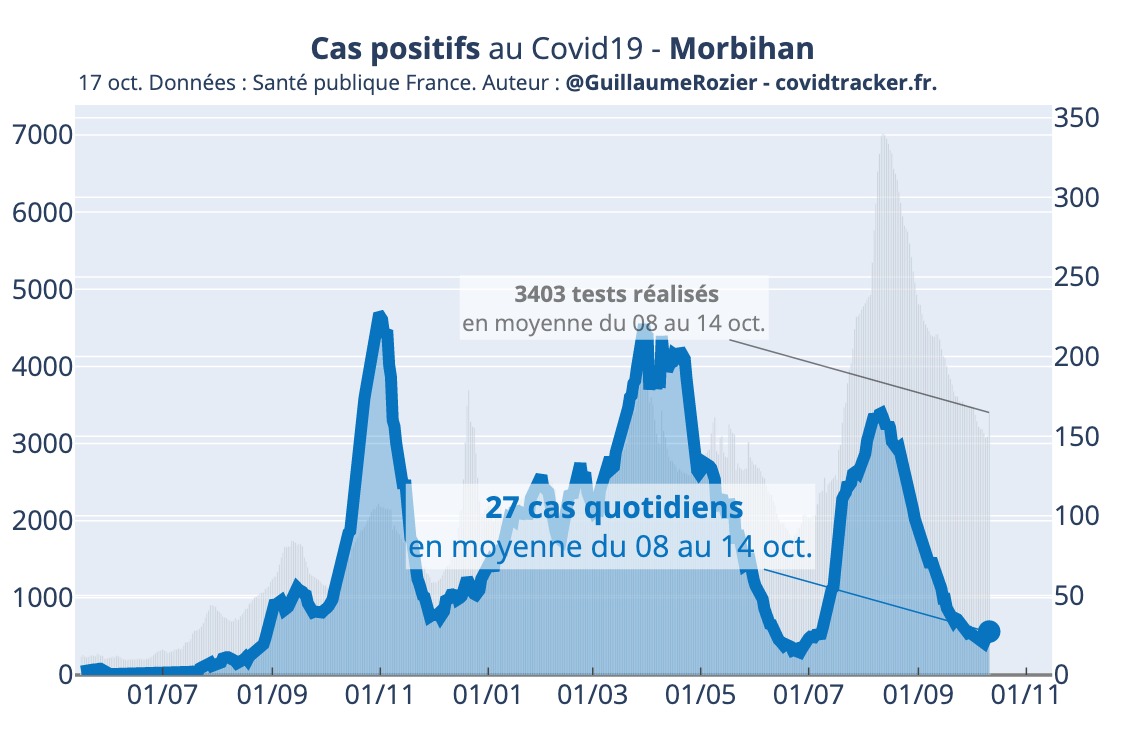 Cas positifs au Covid19 - Morbihan
17 oct. Données : Santé publique France. Auteur : @GuillaumeRozier - covidtracker.fr.
7000
6000
5000
4000
3000
2000
1000
0
350
300
250
200
150
100
50
0
3403 tests réalisés
en moyenne du 08 au 14 oct.
27 cas quotidiens
en moyenne du 08 au 14 oct.
01/07 01/09 01/11 01/01 01/03 01/05 01/07 01/09 01/11